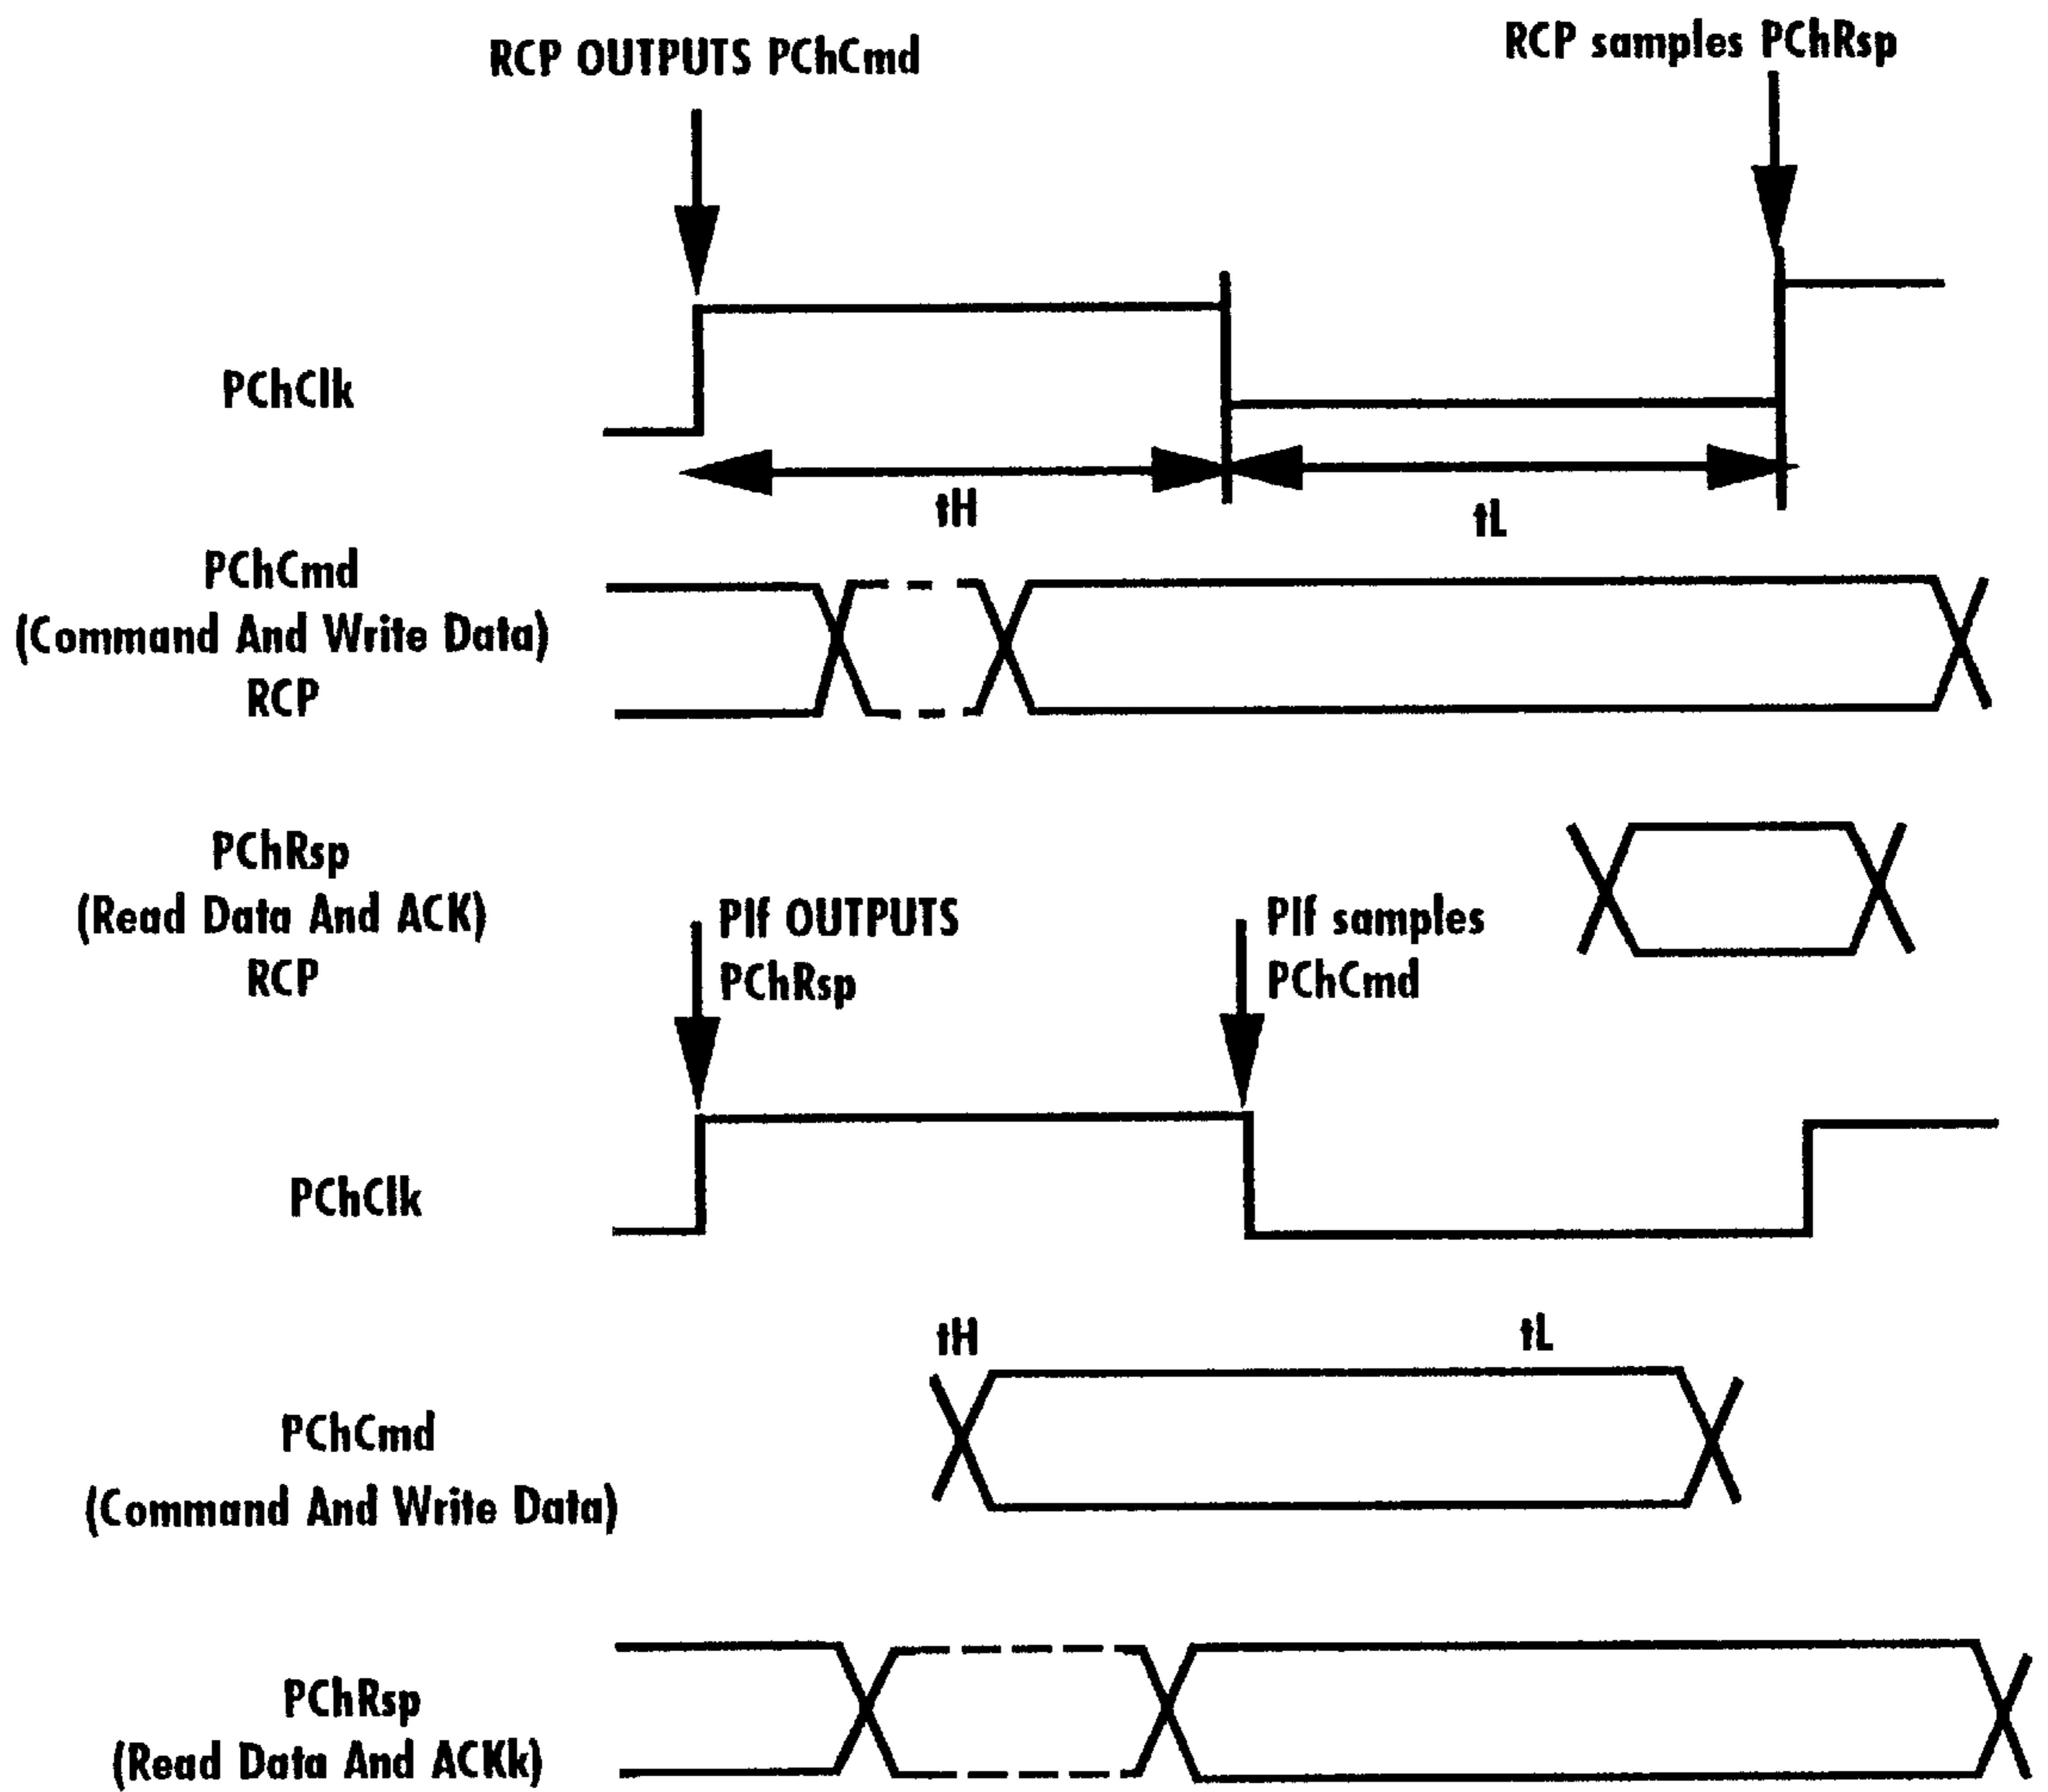 RCP OUTPUTS PChCmd
RCP samples PChRsp
PChClk
tH
tL
PChCmd
(Command And Write Data)
RCP
PChRsp
(Read Data And ACK)
RCP
PIf OUTPUTS
PChRsp
PIf samples
PChCmd
PChClk
tH
tL
PChCmd
(Command And Write Data)
PChRsp
(Read Data And ACKk)